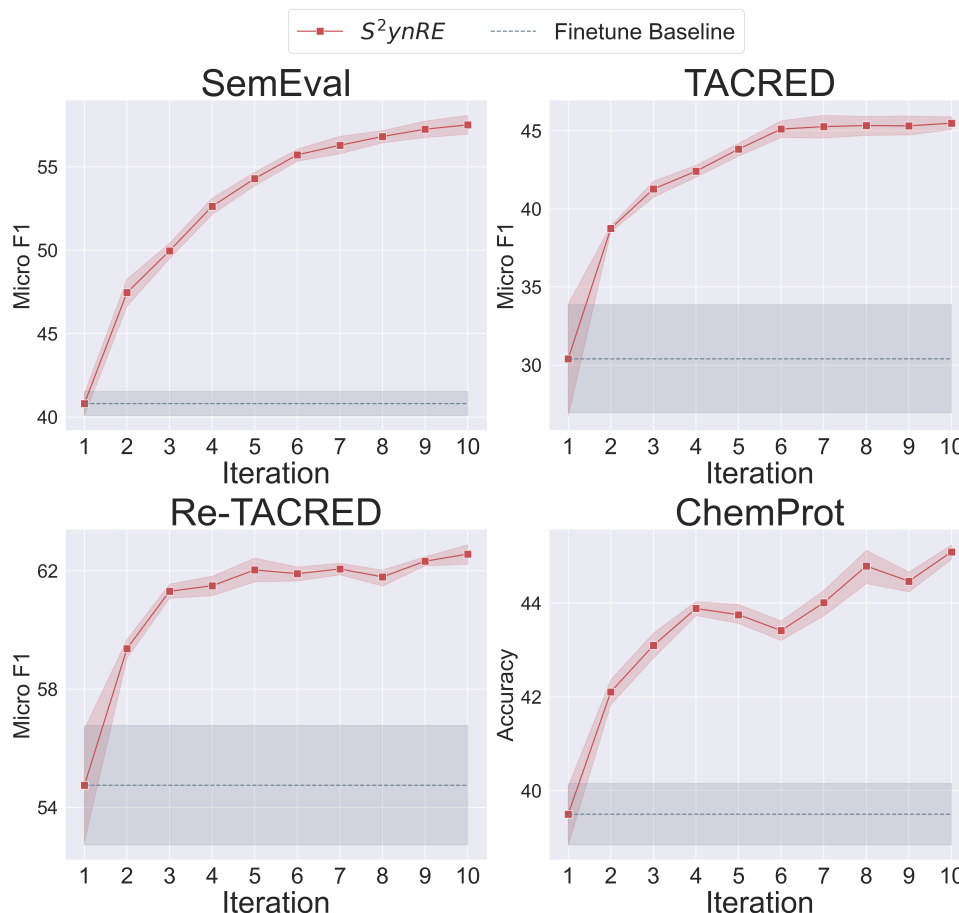 S²ynRE Finetune Baseline
SemEval
Micro F1
55
50
45
40
1 2 3 4 5 6 7 8 9 10
Iteration
TACRED
Micro F1
45
40
35
30
1 2 3 4 5 6 7 8 9 10
Iteration
Re-TACRED
Micro F1
62
58
54
1 2 3 4 5 6 7 8 9 10
Iteration
ChemProt
Accuracy
44
42
40
1 2 3 4 5 6 7 8 9 10
Iteration